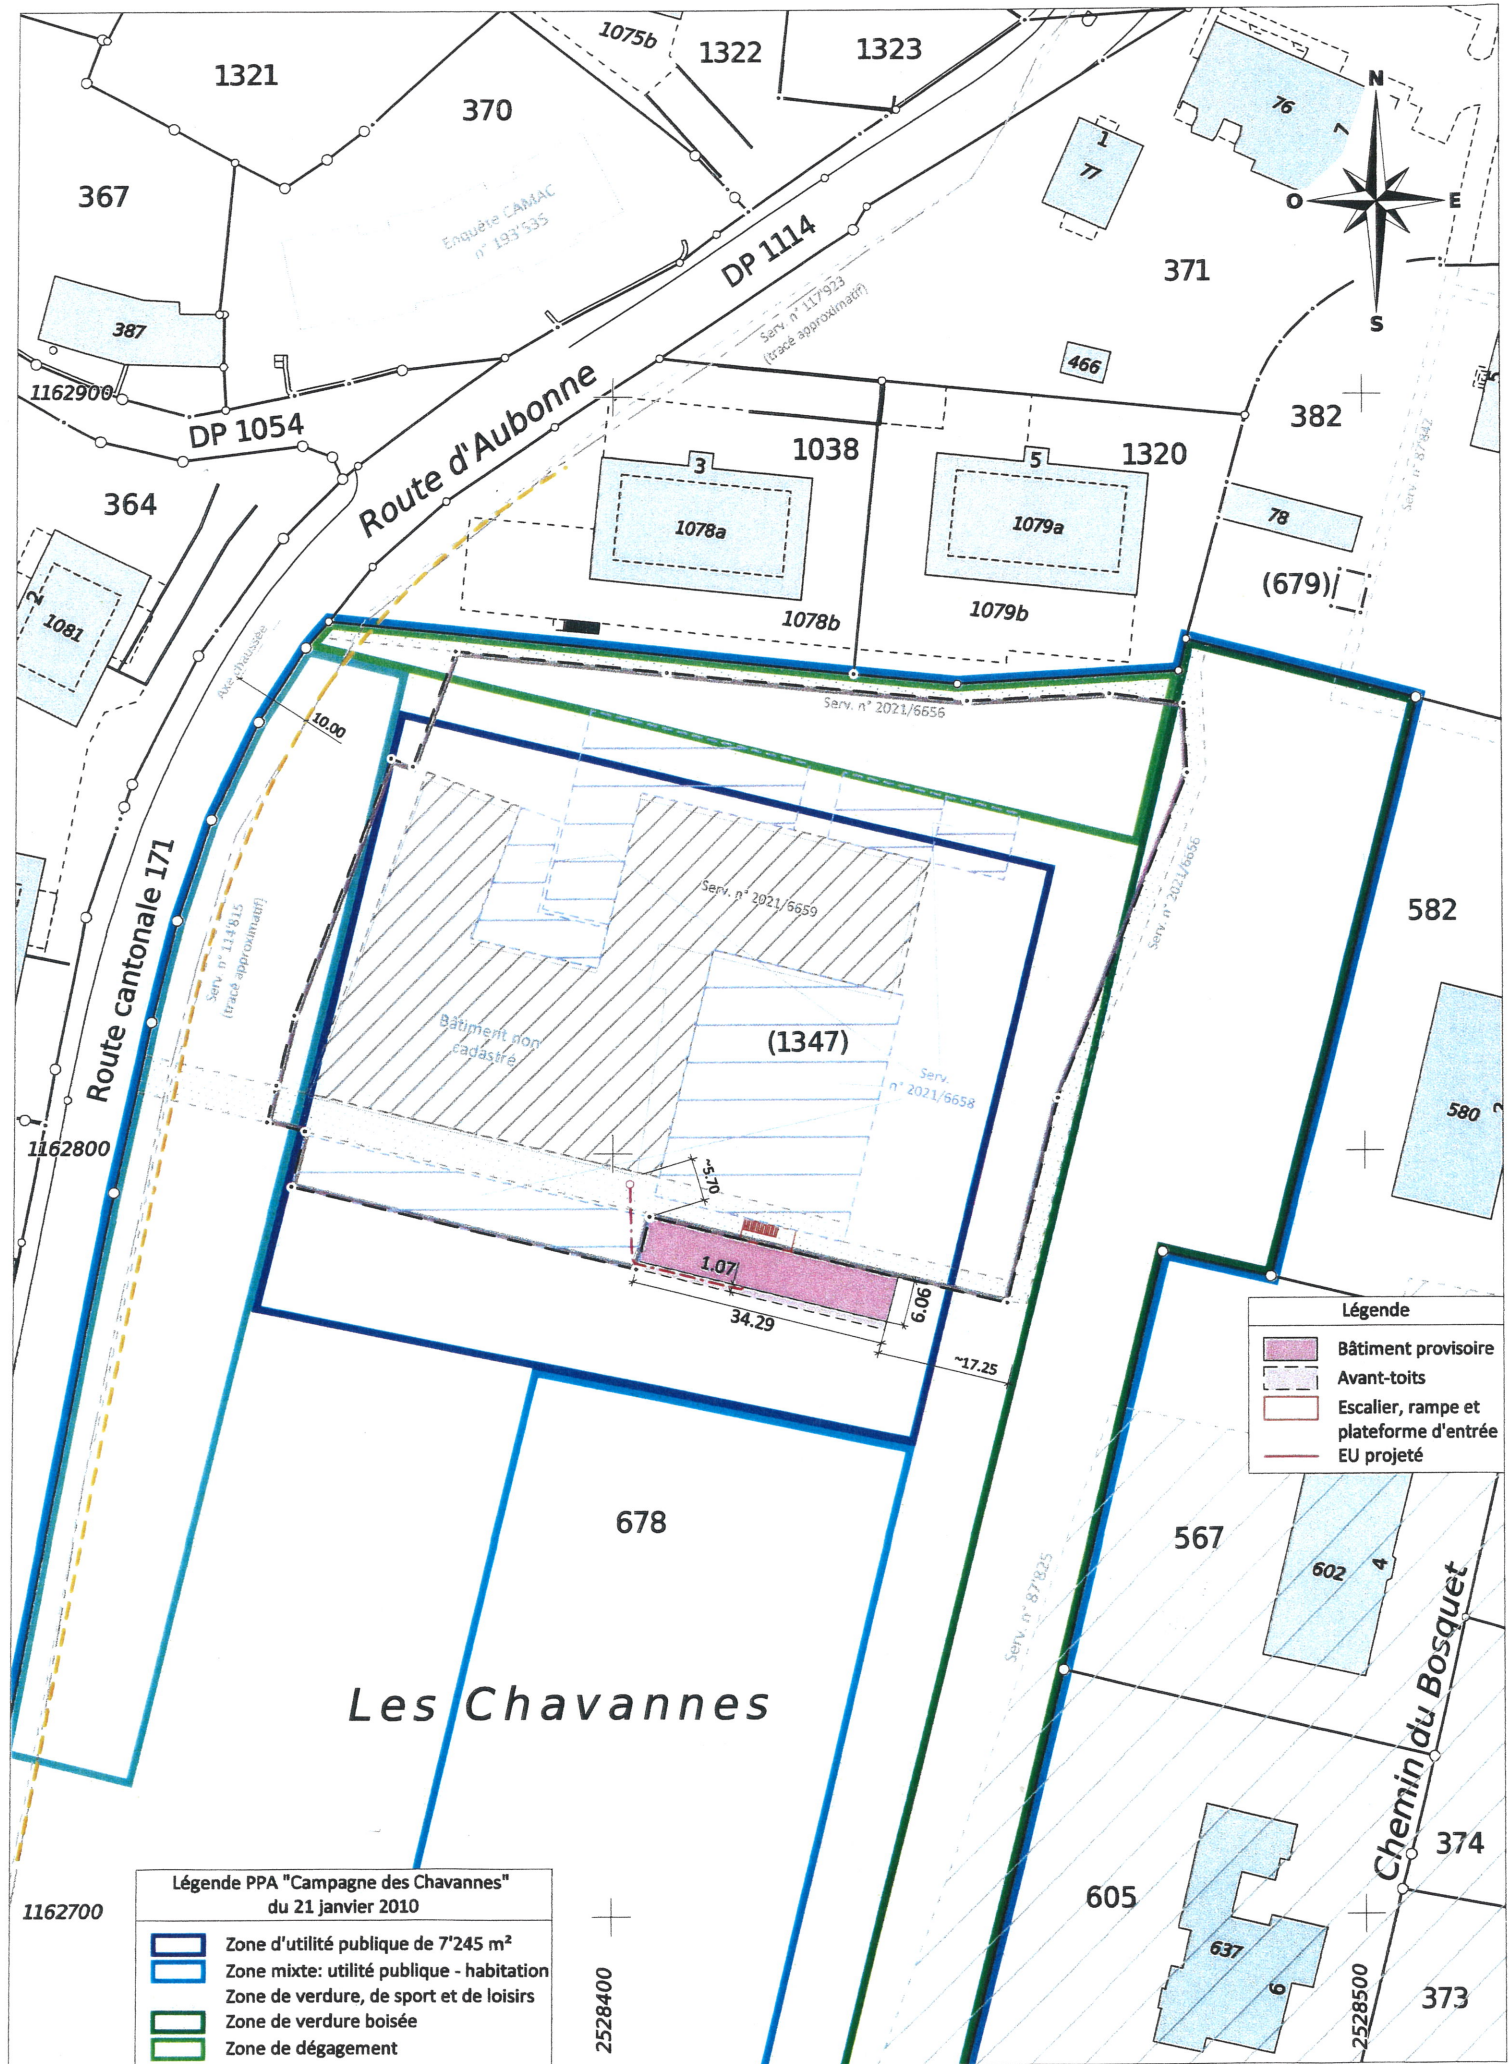 1321
1075b
1322
1323
370
76
7
N
1
77
367
O
E
Enquête CAMAC
n° 193'535
DP 1114
371
Serv. n° 117'923
(tracé approximatif)
S
387
466
5
1162900
DP 1054
Route d'Aubonne
382
3
1038
5
1320
Serv. n° 87'842
364
1078a
1079a
78
(679)
2
1081
1078b
1079b
Axe chaussée
10.00
Serv. n° 2021/6656
Serv. n° 2021/6659
Serv. n° 2021/6656
582
Route cantonale 171
Serv. n° 114'815
(tracé approximatif)
Bâtiment non
cadastré
(1347)
Serv.
n° 2021/6658
580
2
1162800
~5.70
1.07
6.06
34.29
~17.25
Légende
Bâtiment provisoire
Avant-toits
Escalier, rampe et
plateforme d'entrée
EU projeté
678
567
602
4
Serv. n° 87'825
Les Chavannes
Chemin du Bosquet
374
605
637
6
373
1162700
Légende PPA "Campagne des Chavannes"
du 21 janvier 2010
Zone d'utilité publique de 7'245 m²
Zone mixte: utilité publique - habitation
Zone de verdure, de sport et de loisirs
Zone de verdure boisée
Zone de dégagement
2528400
2528500